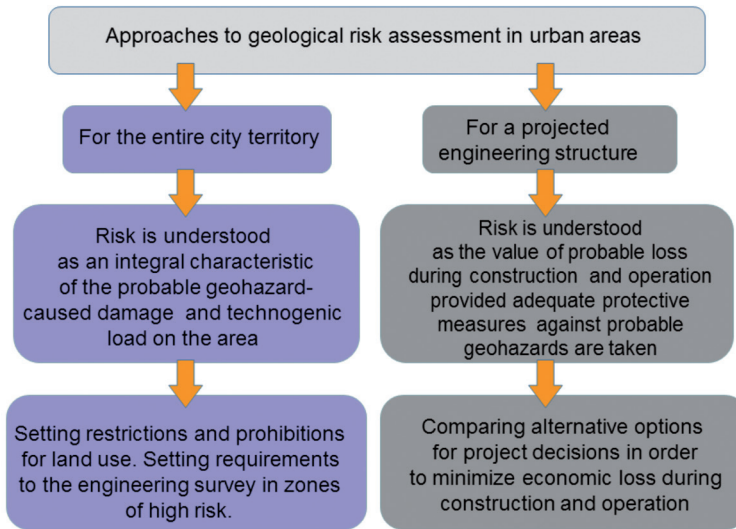 Approaches to geological risk assessment in urban areas
For the entire city territory
For a projected
engineering structure
Risk is understood
as an integral characteristic
of the probable geohazard-
caused damage and technogenic
load on the area
Risk is understood
as the value of probable loss
during construction and operation
provided adequate protective
measures against probable
geohazards are taken
Setting restrictions and prohibitions
for land use. Setting requirements
to the engineering survey in zones
of high risk.
Comparing alternative options
for project decisions in order
to minimize economic loss during
construction and operation